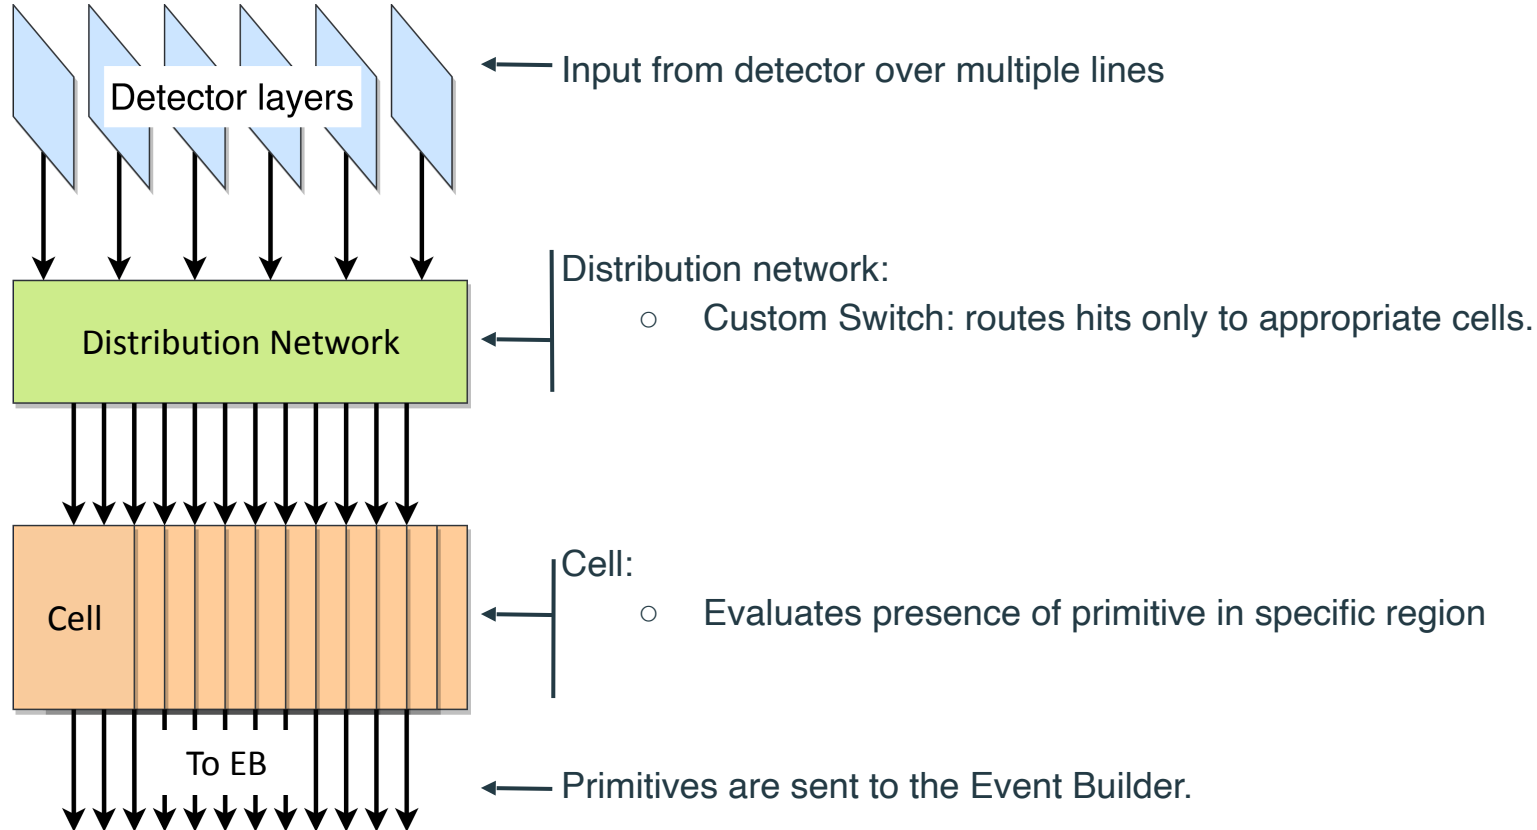 Detector layers
Input from detector over multiple lines
Distribution network:
○ Custom Switch: routes hits only to appropriate cells.
Distribution Network
Cell:
○ Evaluates presence of primitive in specific region
Cell
To EB
Primitives are sent to the Event Builder.